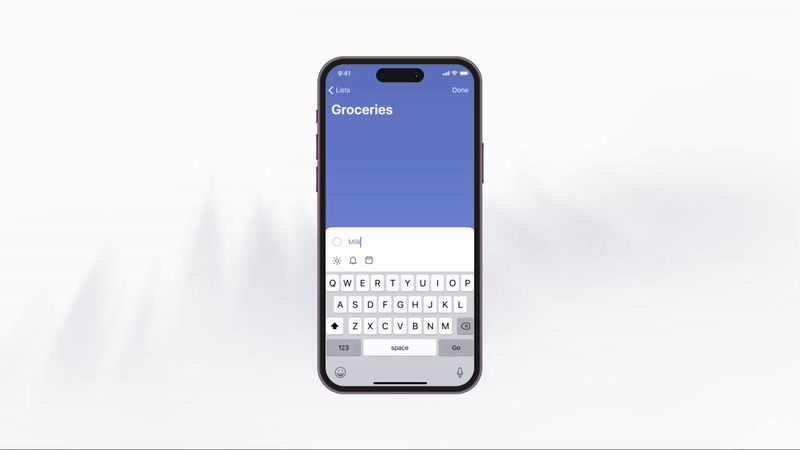 9:41
Lists
Done
Groceries
Milk
Q W E R T Y U I O P
A S D F G H J K L
Z X C V B N M
123 space Go